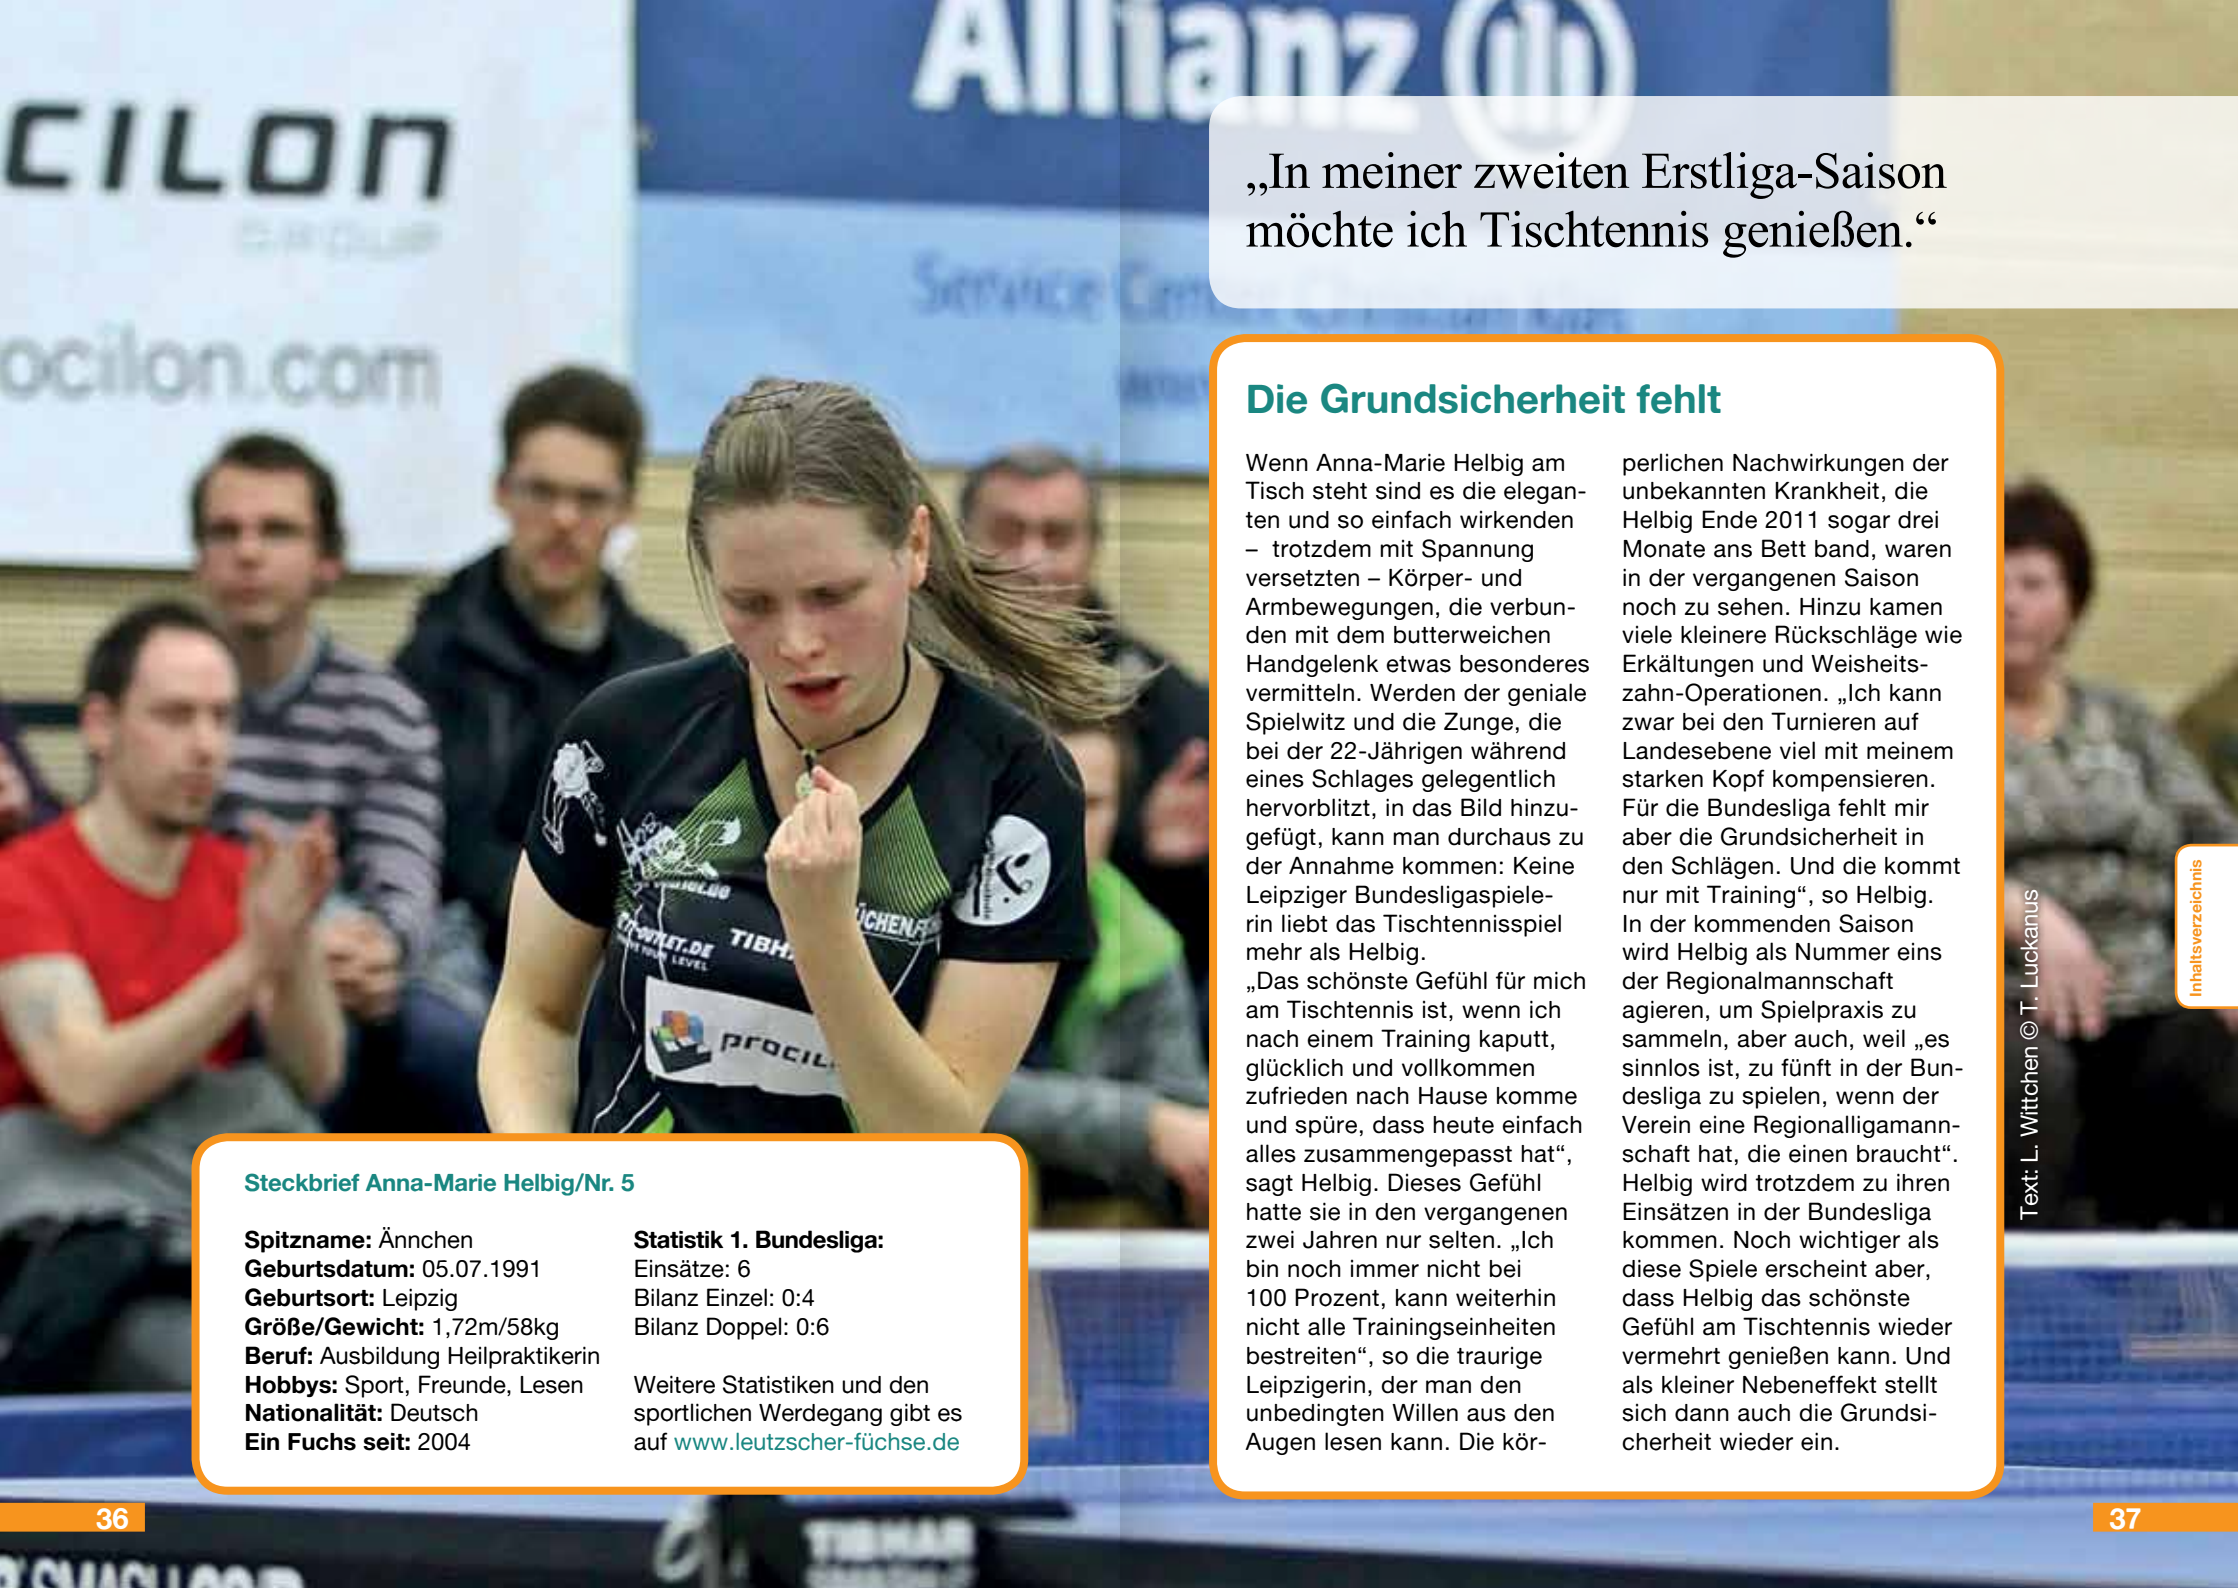 CILON
GROUP
ocilon.com
Allianz
Service Center Christian
„In meiner zweiten Erstliga-Saison
möchte ich Tischtennis genießen.“
TIBH
procil
OUTLET.DE
LEVEL
Steckbrief Anna-Marie Helbig/Nr. 5
Spitzname: Ännchen
Geburtsdatum: 05.07.1991
Geburtsort: Leipzig
Größe/Gewicht: 1,72m/58kg
Beruf: Ausbildung Heilpraktikerin
Hobbys: Sport, Freunde, Lesen
Nationalität: Deutsch
Ein Fuchs seit: 2004
Statistik 1. Bundesliga:
Einsätze: 6
Bilanz Einzel: 0:4
Bilanz Doppel: 0:6
Weitere Statistiken und den
sportlichen Werdegang gibt es
auf www.leutzscher-füchse.de
Die Grundsicherheit fehlt
Wenn Anna-Marie Helbig am
Tisch steht sind es die elegan-
ten und so einfach wirkenden
– trotzdem mit Spannung
versetzten – Körper- und
Armbewegungen, die verbun-
den mit dem butterweichen
Handgelenk etwas besonderes
vermitteln. Werden der geniale
Spielwitz und die Zunge, die
bei der 22-Jährigen während
eines Schlages gelegentlich
hervorblitzt, in das Bild hinzu-
gefügt, kann man durchaus zu
der Annahme kommen: Keine
Leipziger Bundesligaspiele-
rin liebt das Tischtennisspiel
mehr als Helbig.
„Das schönste Gefühl für mich
am Tischtennis ist, wenn ich
nach einem Training kaputt,
glücklich und vollkommen
zufrieden nach Hause komme
und spüre, dass heute einfach
alles zusammengepasst hat“,
sagt Helbig. Dieses Gefühl
hatte sie in den vergangenen
zwei Jahren nur selten. „Ich
bin noch immer nicht bei
100 Prozent, kann weiterhin
nicht alle Trainingseinheiten
bestreiten“, so die traurige
Leipzigerin, der man den
unbedingten Willen aus den
Augen lesen kann. Die kör-
perlichen Nachwirkungen der
unbekannten Krankheit, die
Helbig Ende 2011 sogar drei
Monate ans Bett band, waren
in der vergangenen Saison
noch zu sehen. Hinzu kamen
viele kleinere Rückschläge wie
Erkältungen und Weisheits-
zahn-Operationen. „Ich kann
zwar bei den Turnieren auf
Landesebene viel mit meinem
starken Kopf kompensieren.
Für die Bundesliga fehlt mir
aber die Grundsicherheit in
den Schlägen. Und die kommt
nur mit Training“, so Helbig.
In der kommenden Saison
wird Helbig als Nummer eins
der Regionalmannschaft
agieren, um Spielpraxis zu
sammeln, aber auch, weil „es
sinnlos ist, zu fünft in der Bun-
desliga zu spielen, wenn der
Verein eine Regionalligamann-
schaft hat, die einen braucht“.
Helbig wird trotzdem zu ihren
Einsätzen in der Bundesliga
kommen. Noch wichtiger als
diese Spiele erscheint aber,
dass Helbig das schönste
Gefühl am Tischtennis wieder
vermehrt genießen kann. Und
als kleiner Nebeneffekt stellt
sich dann auch die Grundsi-
cherheit wieder ein.
Text: L. Wittchen © T. Luckanus
Inhaltsverzeichnis
36
37
TIBHAR